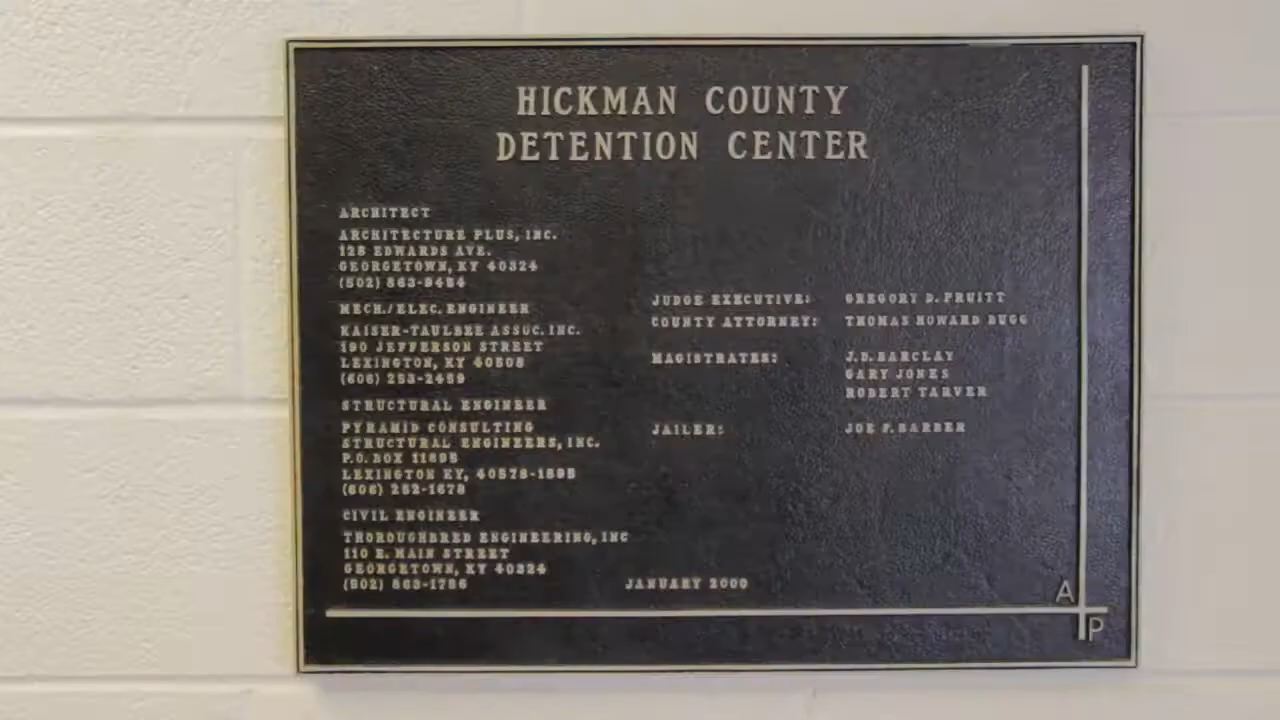 HICKMAN COUNTY
DETENTION CENTER
ARCHITECT
ARCHITECTURE PLUS, INC.
128 EDWARDS AVE.
GEORGETOWN, KY 40324
(502) 863-9484
MECH./ELEC. ENGINEER
KAISER-TAULBEE ASSOC. INC.
190 JEFFERSON STREET
LEXINGTON, KY 40508
(606) 253-2459
STRUCTURAL ENGINEER
PYRAMID CONSULTING
STRUCTURAL ENGINEERS, INC.
P.O. BOX 11895
LEXINGTON KY, 40578-1895
(606) 252-1678
CIVIL ENGINEER
THOROUGHBRED ENGINEERING, INC
110 E. MAIN STREET
GEORGETOWN, KY 40324
(502) 863-1756
JUDGE EXECUTIVE: GREGORY D. PRUITT
COUNTY ATTORNEY: THOMAS HOWARD BUGG
MAGISTRATES: J.D. BARCLAY
GARY JONES
ROBERT TARVER
JAILER: JOE P. BARBER
JANUARY 2000
A
P